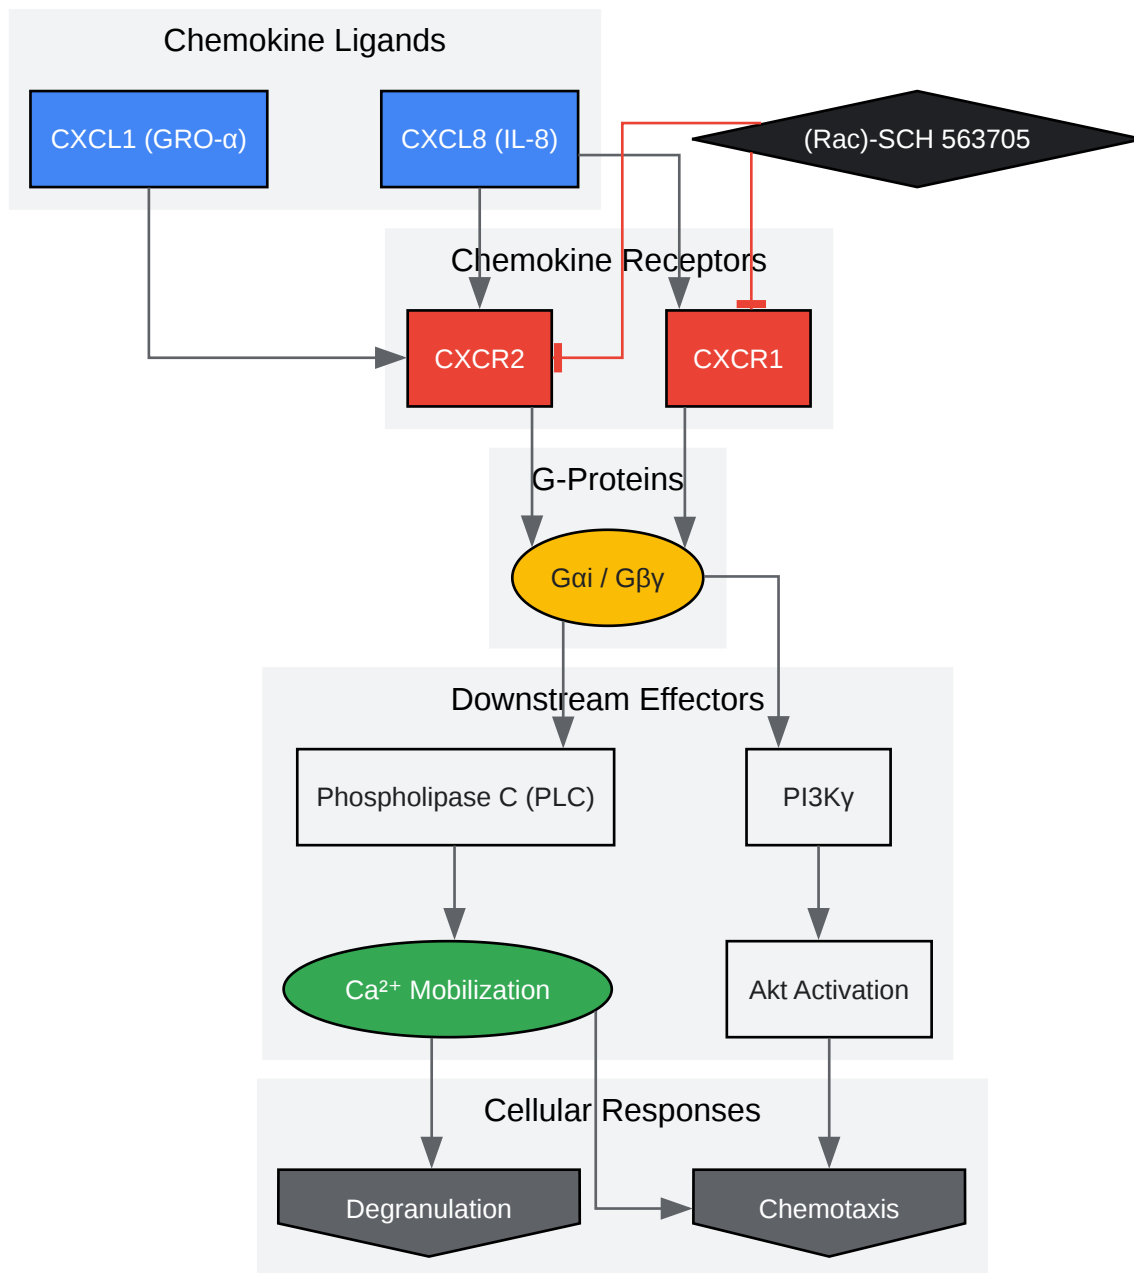 Chemokine Ligands
CXCL1 (GRO-α)
CXCL8 (IL-8)
(Rac)-SCH 563705
Chemokine Receptors
CXCR2
CXCR1
G-Proteins
Gαi / Gβγ
Downstream Effectors
Phospholipase C (PLC)
PI3Kγ
Ca²⁺ Mobilization
Akt Activation
Cellular Responses
Degranulation
Chemotaxis